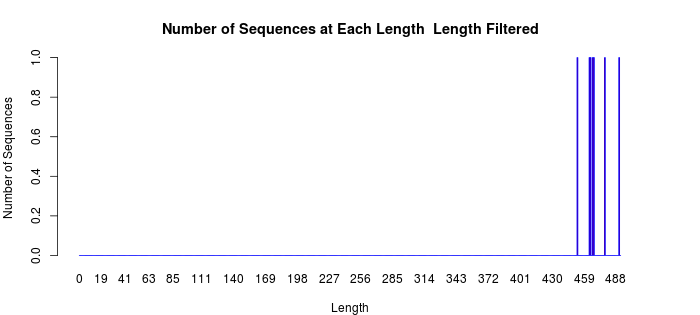 Number of Sequences at Each Length  Length Filtered
Number of Sequences
1.0
0.8
0.6
0.4
0.2
0.0
0 19 41 63 85 111 140 169 198 227 256 285 314 343 372 401 430 459 488
Length